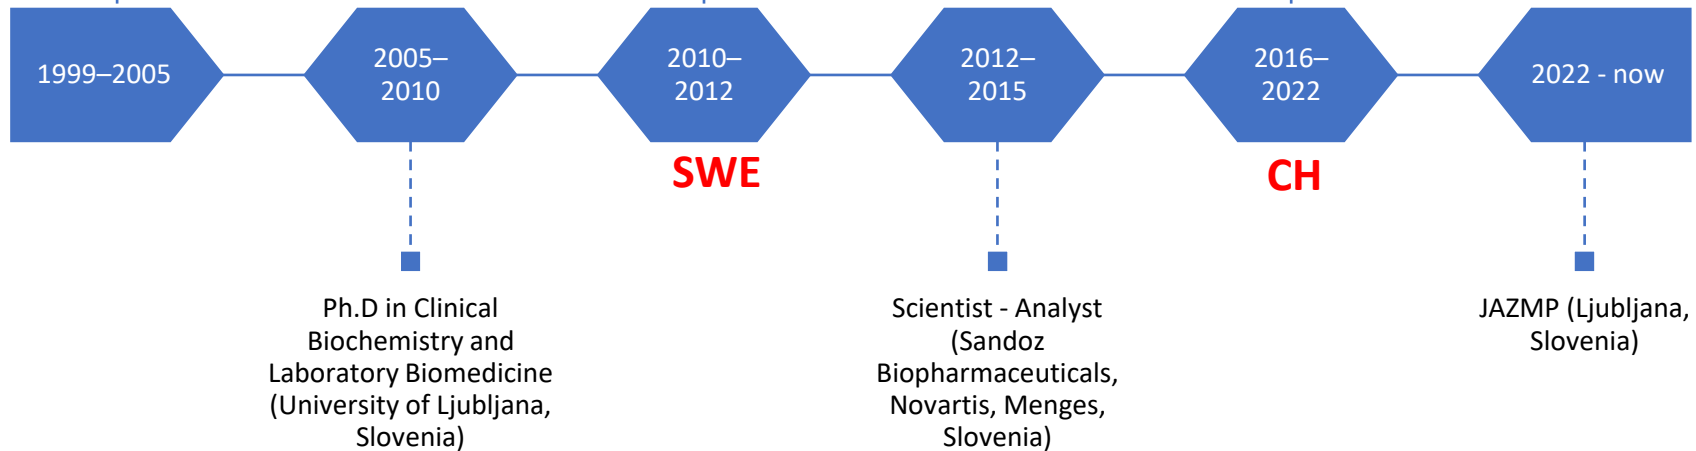 1999–2005
2005–
2010
2010–
2012
2012–
2015
2016–
2022
2022 - now
SWE
CH
Ph.D in Clinical
Biochemistry and
Laboratory Biomedicine
(University of Ljubljana,
Slovenia)
Scientist - Analyst
(Sandoz
Biopharmaceuticals,
Novartis, Menges,
Slovenia)
JAZMP (Ljubljana,
Slovenia)